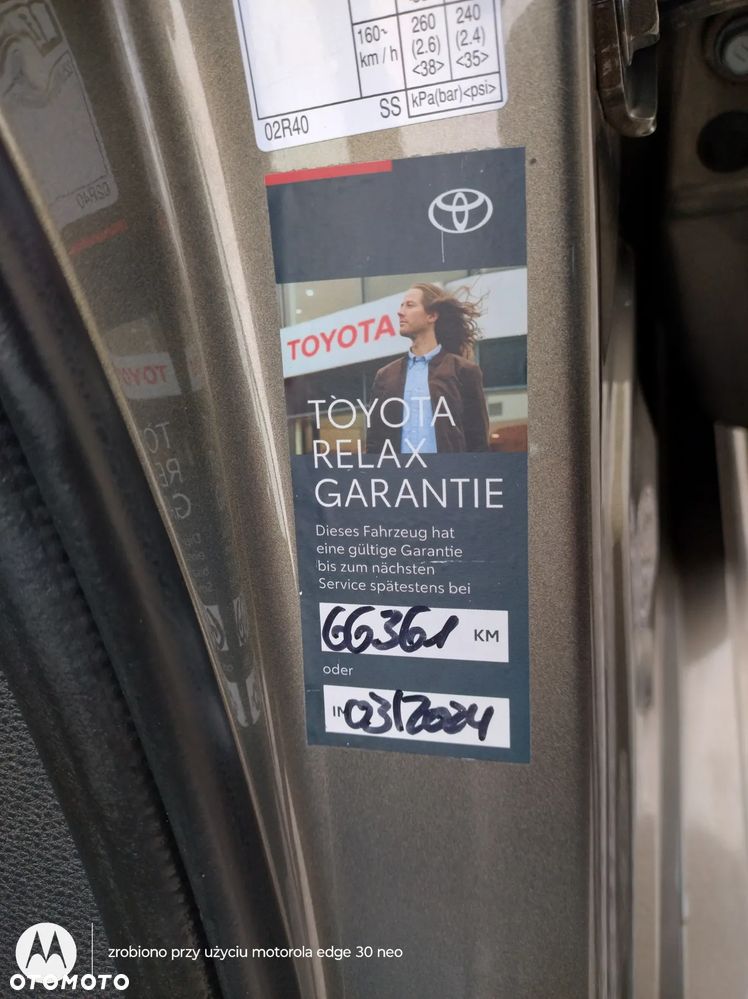 160~
km / h
260
(2.6)
<38>
240
(2.4)
<35>
02R40
SS
kPa(bar)<psi>
TOYOTA
TOYOTA
RELAX
GARANTIE
Dieses Fahrzeug hat
eine gültige Garantie
bis zum nächsten
Service spätestens bei
66361 KM
oder
IM 03/2024
zrobiono przy użyciu motorola edge 30 neo
OTOMOTO